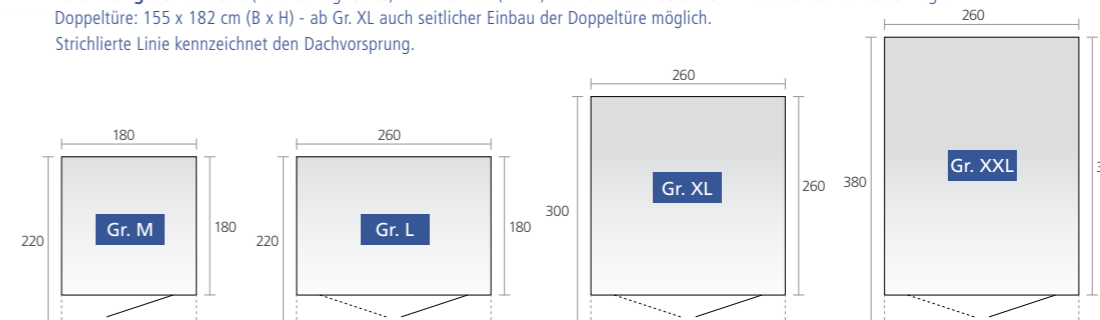 Doppeltüre: 155 x 182 cm (B x H) - ab Gr. XL auch seitlicher Einbau der Doppeltüre möglich.
Strichlierte Linie kennzeichnet den Dachvorsprung.
260
260
180
260
Gr. XXL
380
Gr. XL
260
300
Gr. M
Gr. L
180
180
220
220